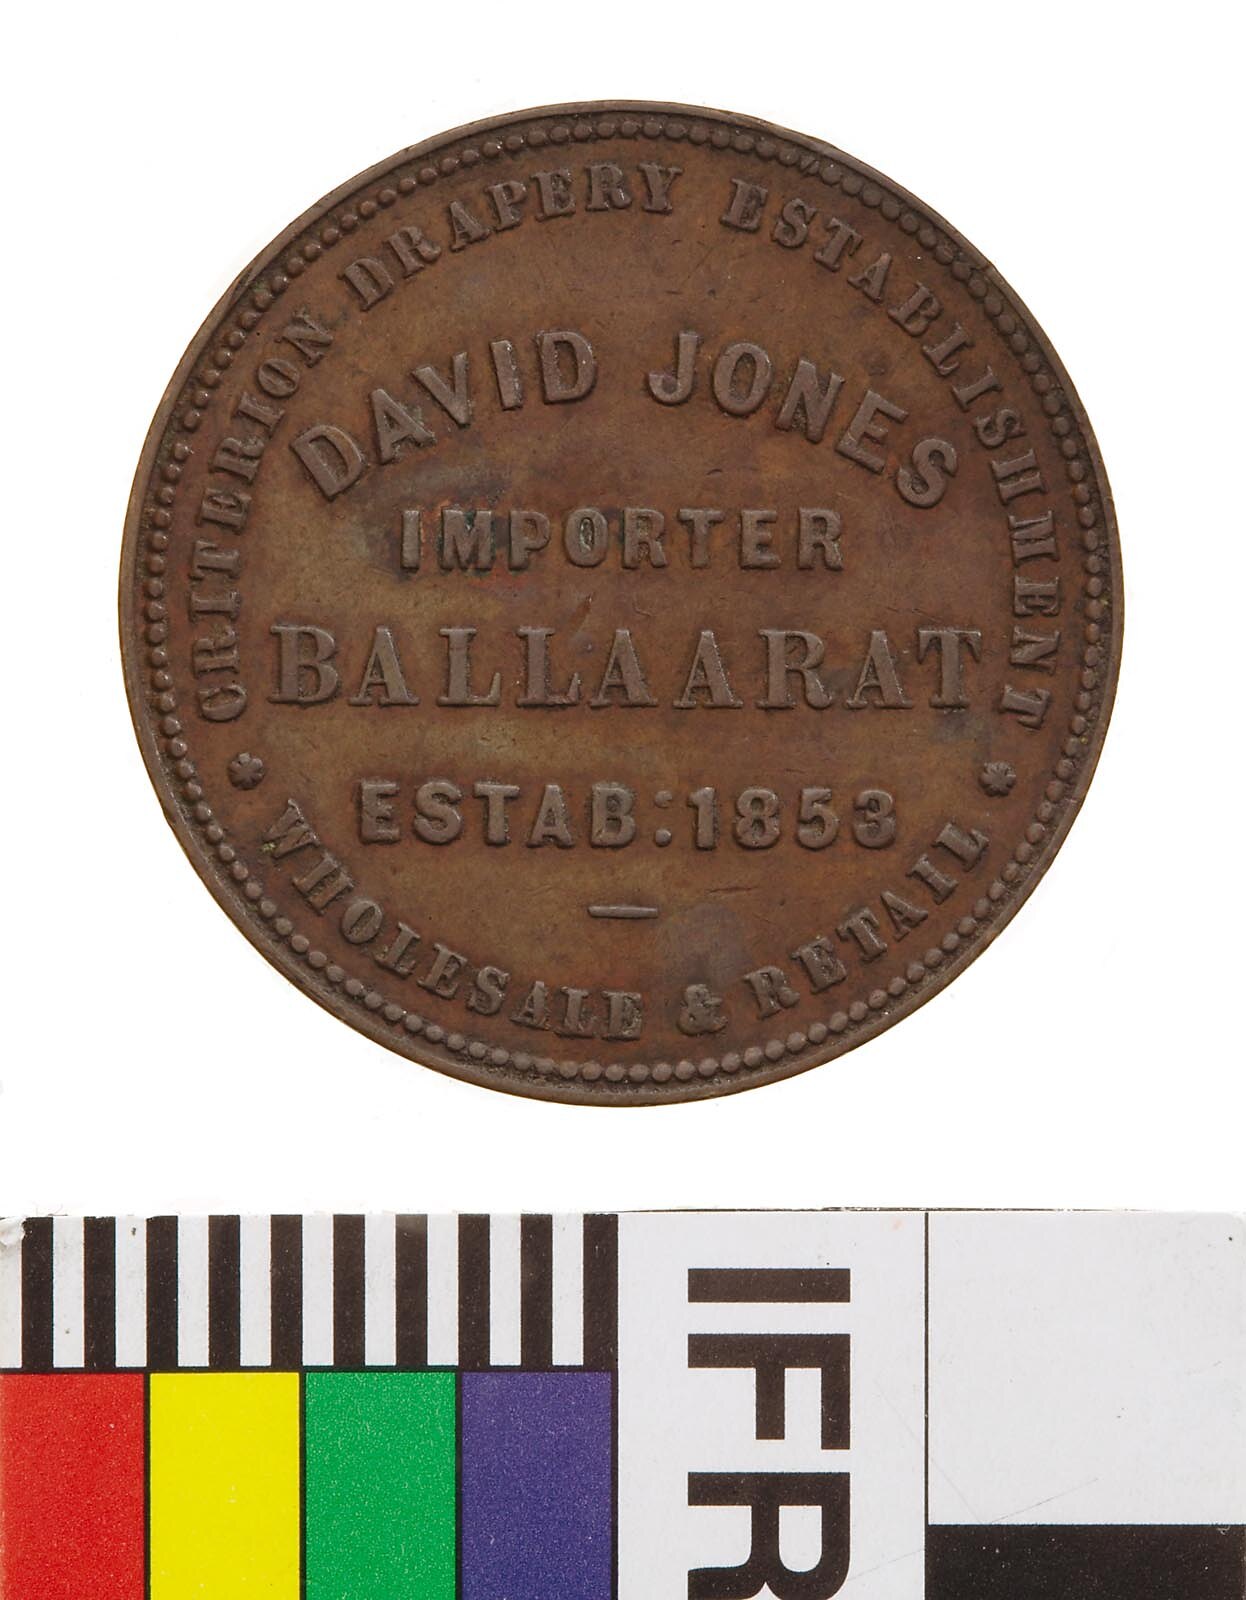 CRITERION DRAPERY ESTABLISHMENT
DAVID JONES
IMPORTER
BALLAARAT
ESTAB: 1853
WHOLESALE & RETAIL
IFR